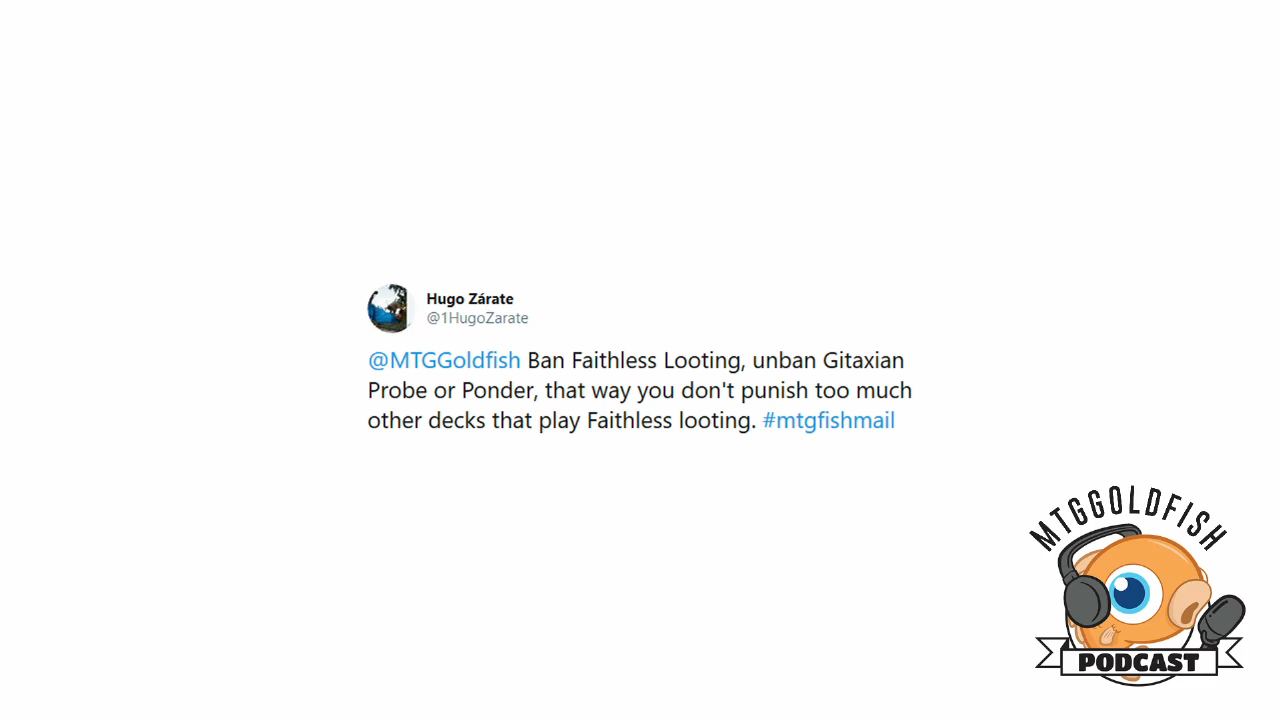 Hugo Zárate
@1HugoZarate
@MTGGoldfish Ban Faithless Looting, unban Gitaxian
Probe or Ponder, that way you don't punish too much
other decks that play Faithless looting. #mtgfishmail
MTGGOLDFISH
PODCAST